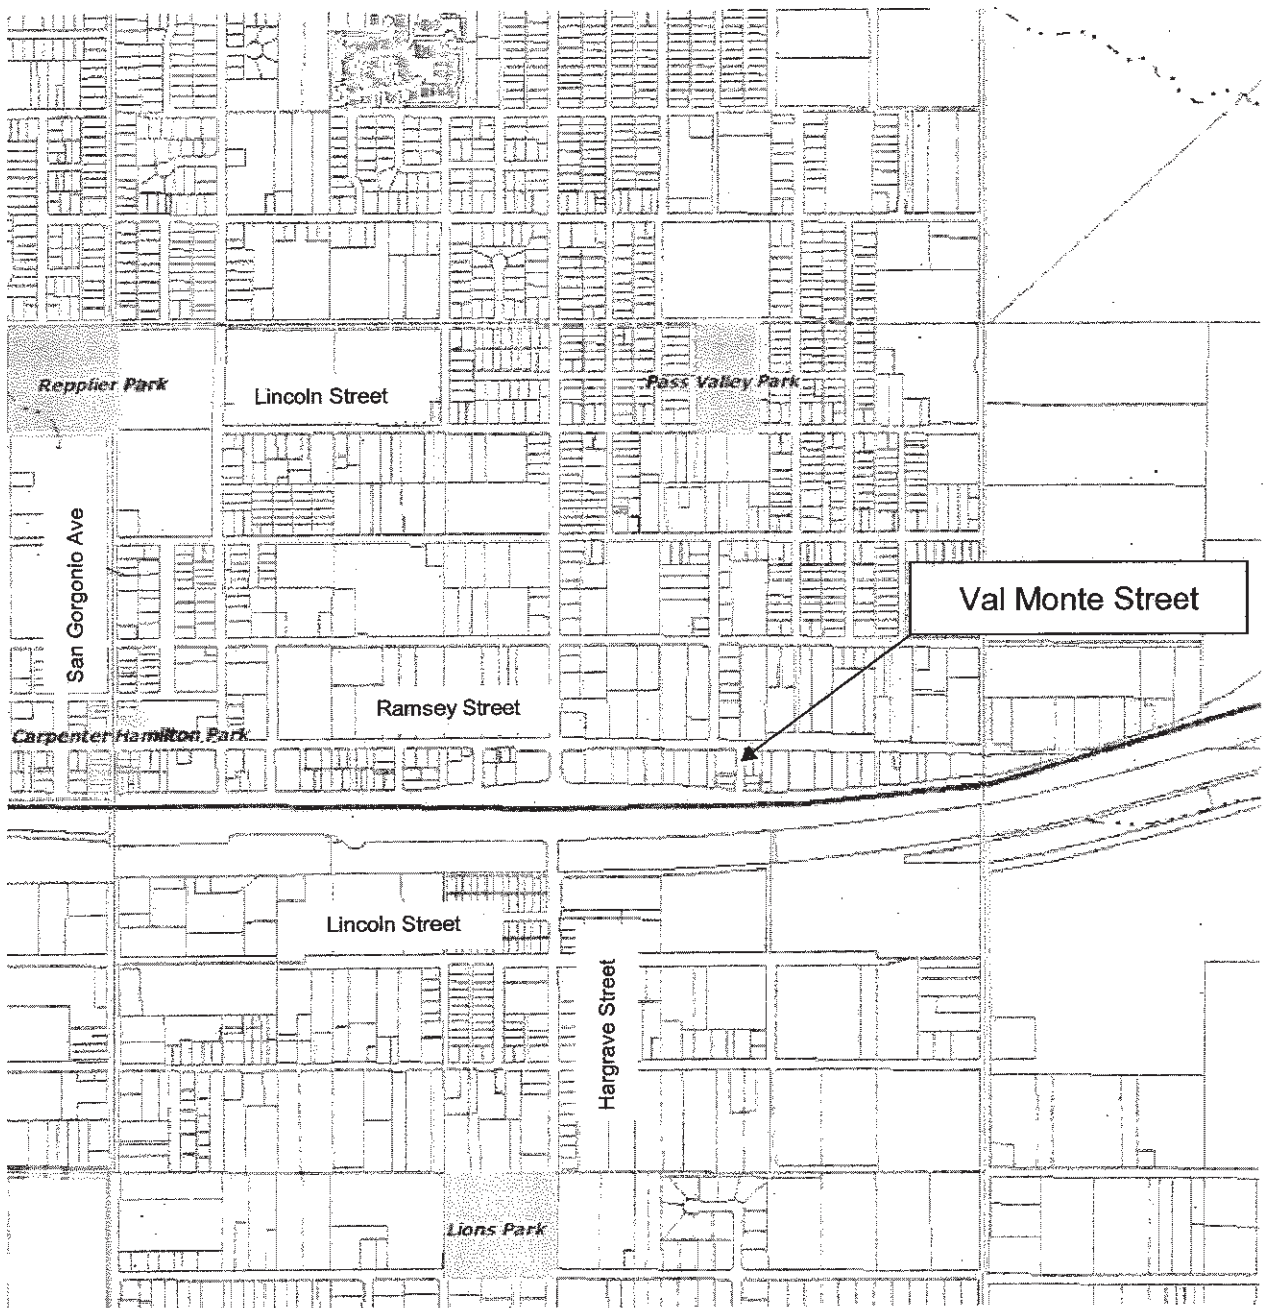 Repplier Park
Lincoln Street
Pass Valley Park
San Gorgonio Ave
Val Monte Street
Ramsey Street
Carpenter Hamilton Park
Lincoln Street
Hargrave Street
Lions Park